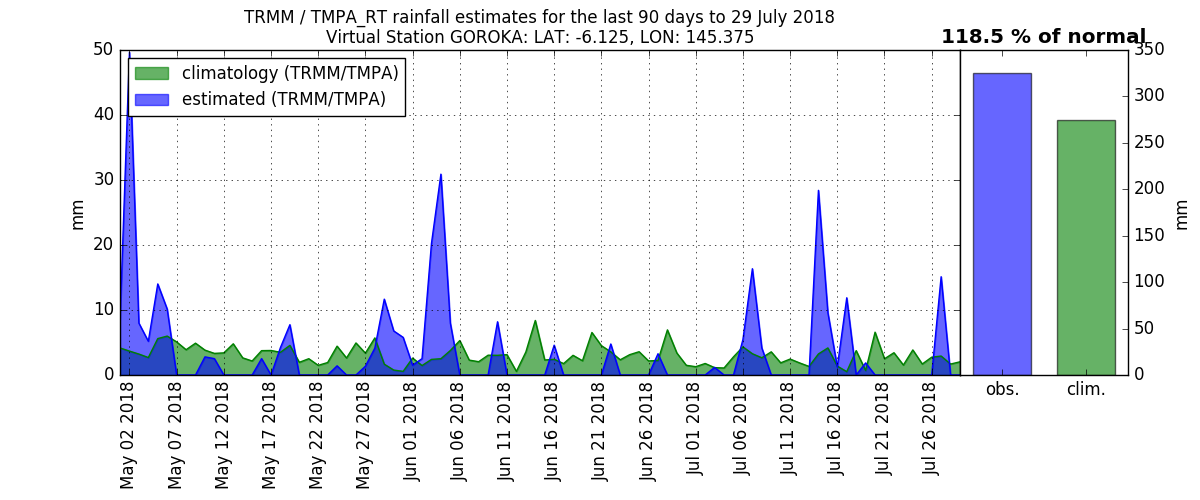 TRMM / TMPA_RT rainfall estimates for the last 90 days to 29 July 2018
Virtual Station GOROKA: LAT: -6.125, LON: 145.375
118.5 % of normal
climatology (TRMM/TMPA)
estimated (TRMM/TMPA)
50
40
30
20
10
0
mm
350
300
250
200
150
100
50
0
mm
May 02 2018
May 07 2018
May 12 2018
May 17 2018
May 22 2018
May 27 2018
Jun 01 2018
Jun 06 2018
Jun 11 2018
Jun 16 2018
Jun 21 2018
Jun 26 2018
Jul 01 2018
Jul 06 2018
Jul 11 2018
Jul 16 2018
Jul 21 2018
Jul 26 2018
obs.
clim.